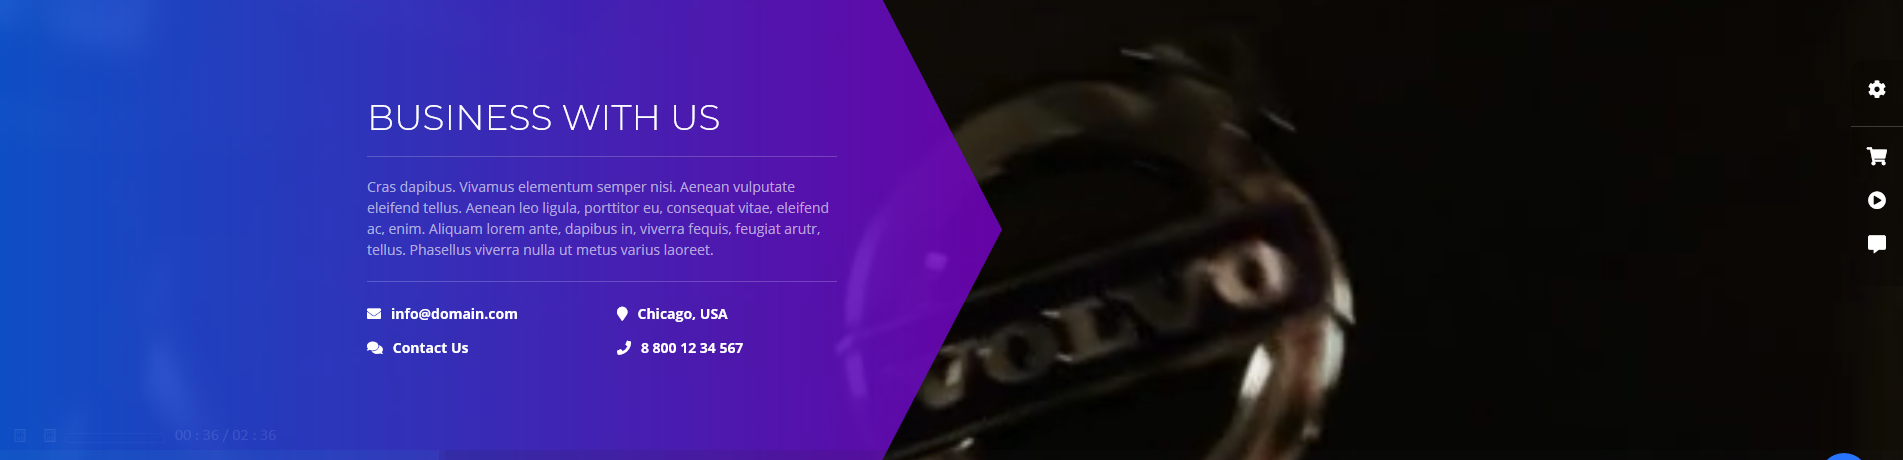 BUSINESS WITH US
Cras dapibus. Vivamus elementum semper nisi. Aenean vulputate
eleifend tellus. Aenean leo ligula, porttitor eu, consequat vitae, eleifend
ac, enim. Aliquam lorem ante, dapibus in, viverra fequis, feugiat arutr,
tellus. Phasellus viverra nulla ut metus varius laoreet.
info@domain.com
Chicago, USA
Contact Us
8 800 12 34 567
VOLVO
00 : 36 / 02 : 36